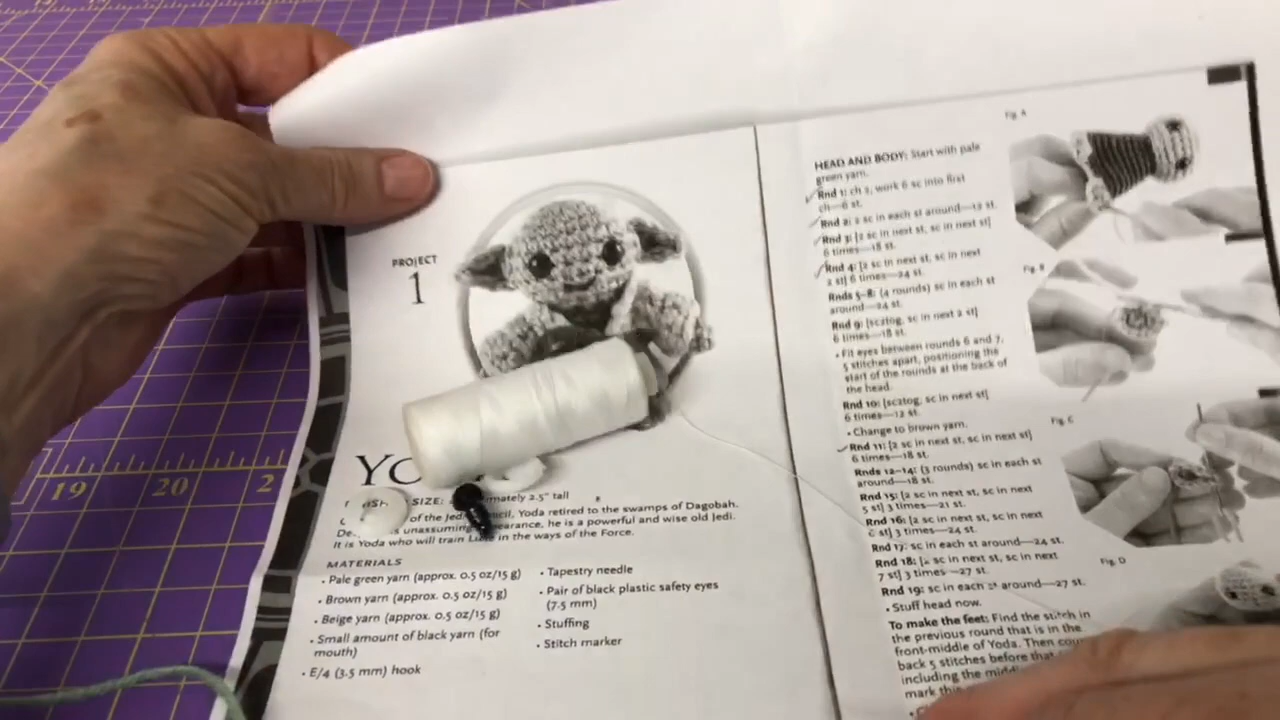 19 20 2
PROJECT
1
YO
SIZE: mately 2.5" tall
of the Jed cil, Yoda retired to the swamps of Dagobah.
De s unassuming earance, he is a powerful and wise old Jedi.
It is Yoda who will train Lu e in the ways of the Force.
MATERIALS
• Pale green yarn (approx. 0.5 oz/15 g)
• Brown yarn (approx. 0.5 oz/15 g)
• Beige yarn (approx. 0.5 oz/15 g)
• Small amount of black yarn (for
mouth)
• E/4 (3.5 mm) hook
• Tapestry needle
• Pair of black plastic safety eyes
(7.5 mm)
• Stuffing
• Stitch marker
HEAD AND BODY: Start with pale
green yarn.
Rnd 1: ch 2, work 6 sc into first
ch—6 st.
Rnd 2: 2 sc in each st around—12 st.
Rnd 3: [2 sc in next st, sc in next st]
6 times—18 st.
Rnd 4: [2 sc in next st, sc in next
2 st] 6 times—24 st.
Rnds 5–8: (4 rounds) sc in each st
around—24 st.
Rnd 9: [sc2tog, sc in next 2 st]
6 times—18 st.
• Fit eyes between rounds 6 and 7,
5 stitches apart, positioning the
start of the rounds at the back of
the head.
Rnd 10: [sc2tog, sc in next st]
6 times—12 st.
• Change to brown yarn.
Rnd 11: [2 sc in next st, sc in next st]
6 times—18 st.
Rnds 12–14: (3 rounds) sc in each st
around—18 st.
Rnd 15: [2 sc in next st, sc in next
5 st] 3 times—21 st.
Rnd 16: [2 sc in next st, sc in next
6 st] 3 times—24 st.
Rnd 17: sc in each st around—24 st.
Rnd 18: [2 sc in next st, sc in next
7 st] 3 times—27 st.
Rnd 19: sc in each st around—27 st.
• Stuff head now.
To make the feet: Find the stitch in
the previous round that is in the
front-middle of Yoda. Then coun
back 5 stitches before that
including the midd
mark this
Fig. A
Fig. B
Fig. C
Fig. D